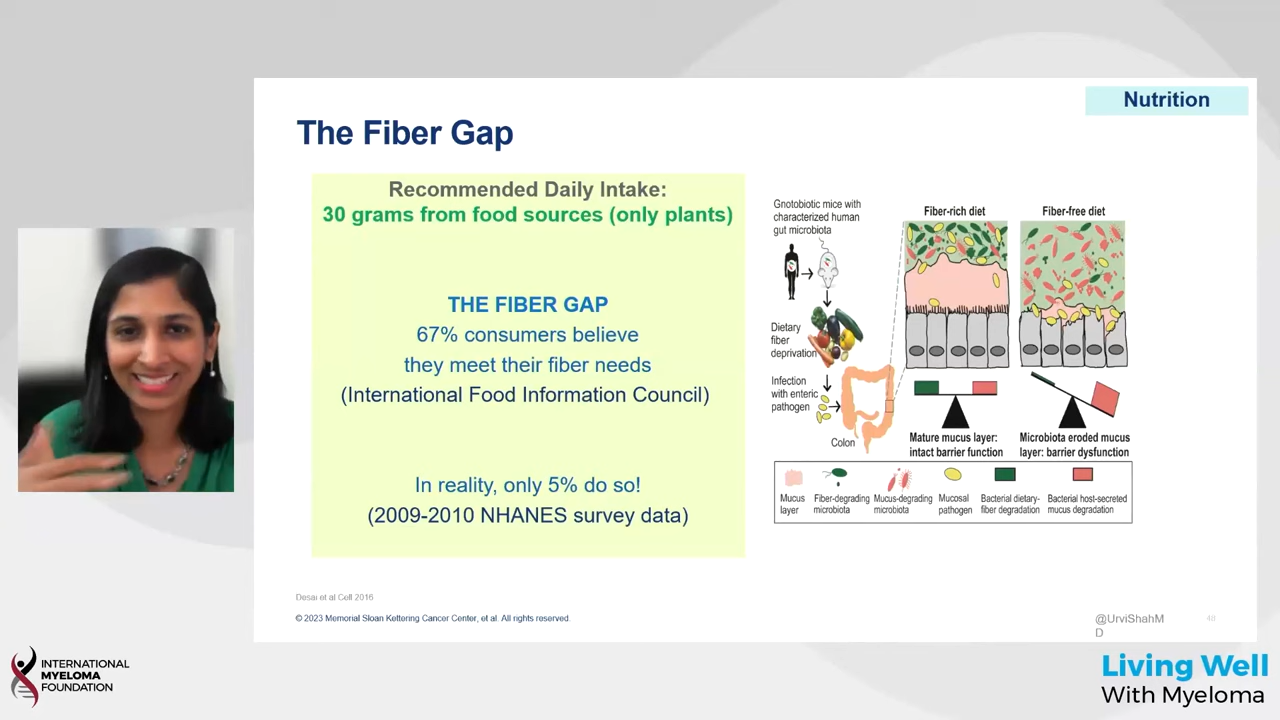 Nutrition
The Fiber Gap
Recommended Daily Intake:
30 grams from food sources (only plants)
THE FIBER GAP
67% consumers believe
they meet their fiber needs
(International Food Information Council)
In reality, only 5% do so!
(2009-2010 NHANES survey data)
Gnotobiotic mice with
characterized human
gut microbiota
Dietary
fiber
deprivation
Infection
with enteric
pathogen
Colon
Fiber-rich diet
Fiber-free diet
Mature mucus layer:
intact barrier function
Microbiota eroded mucus
layer: barrier dysfunction
Mucus
layer
Fiber-degrading
microbiota
Mucus-degrading
microbiota
Mucosal
pathogen
Bacterial dietary-
fiber degradation
Bacterial host-secreted
mucus degradation
Desai et al Cell 2016
© 2023 Memorial Sloan Kettering Cancer Center, et al. All rights reserved.
@UrviShahM
D
40
INTERNATIONAL
MYELOMA
FOUNDATION
Living Well
With Myeloma